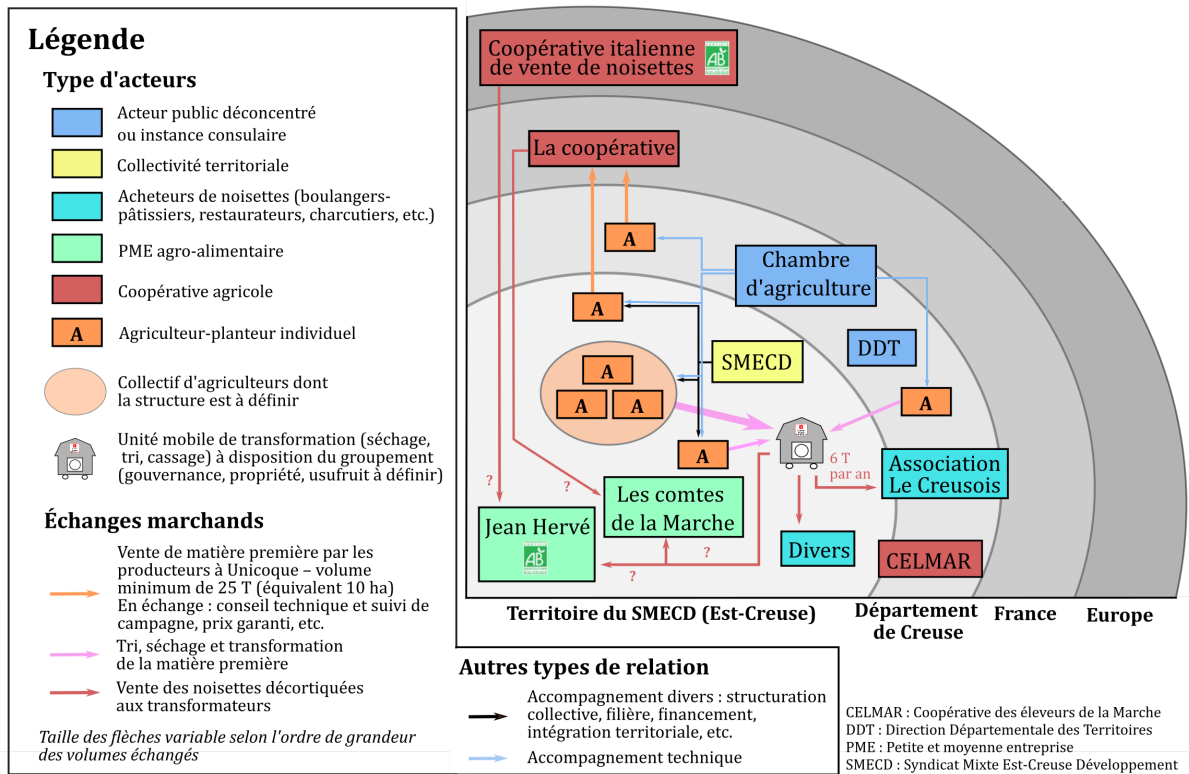 Légende
Type d'acteurs
Acteur public déconcentré
ou instance consulaire
Collectivité territoriale
Acheteurs de noisettes (boulangers-
pâtissiers, restaurateurs, charcutiers, etc.)
PME agro-alimentaire
Coopérative agricole
A
Agriculteur-planteur individuel
Collectif d'agriculteurs dont
la structure est à définir
Unité mobile de transformation (séchage,
tri, cassage) à disposition du groupement
(gouvernance, propriété, usufruit à définir)
Échanges marchands
Vente de matière première par les
producteurs à Unicoque – volume
minimum de 25 T (équivalent 10 ha)
En échange : conseil technique et suivi de
campagne, prix garanti, etc.
Tri, séchage et transformation
de la matière première
Vente des noisettes décortiquées
aux transformateurs
Taille des flèches variable selon l'ordre de grandeur
des volumes échangés
Coopérative italienne
de vente de noisettes
AB
La coopérative
A
Chambre
d'agriculture
A
SMECD
DDT
A
A
A
A
A
6 T
par an
Association
Le Creusois
?
?
Les comtes
de la Marche
Jean Hervé
AB
?
?
Divers
CELMAR
Territoire du SMECD (Est-Creuse)
Département
de Creuse
France
Europe
Autres types de relation
Accompagnement divers : structuration
collective, filière, financement,
intégration territoriale, etc.
Accompagnement technique
CELMAR : Coopérative des éleveurs de la Marche
DDT : Direction Départementale des Territoires
PME : Petite et moyenne entreprise
SMECD : Syndicat Mixte Est-Creuse Développement